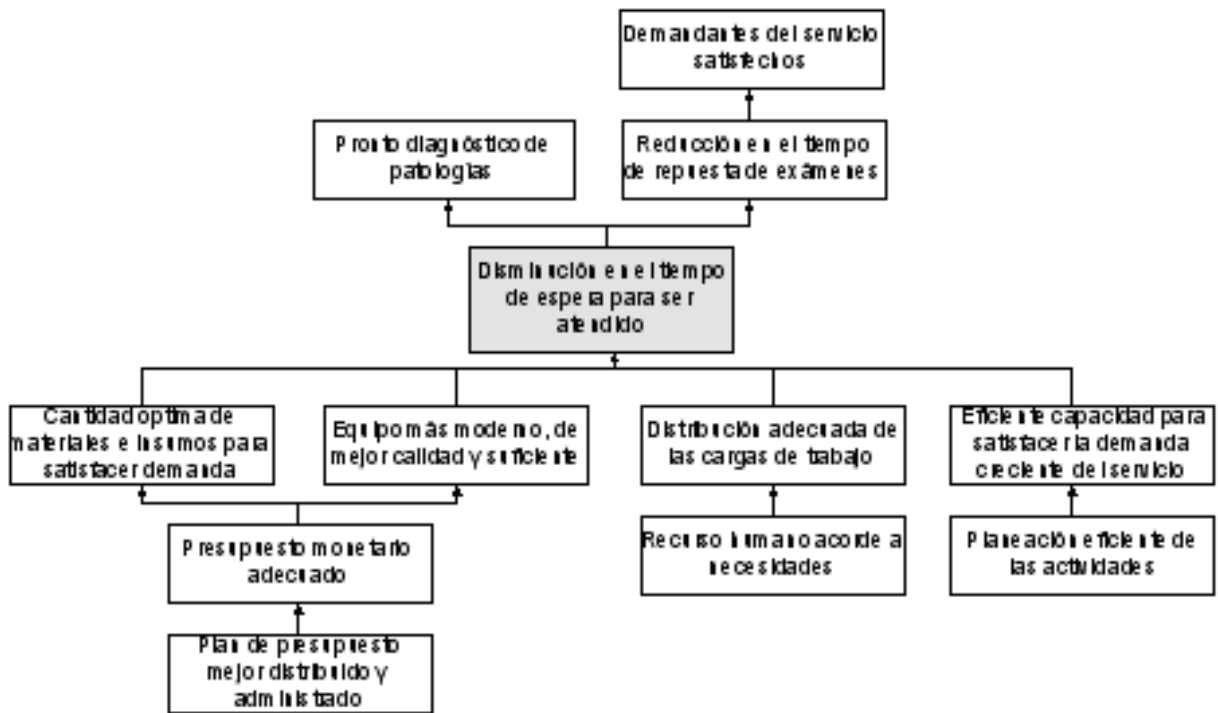 Demandantes del servicio
satisfechos
Pronto diagnóstico de
patologías
Reducción en el tiempo
de repuesta de exámenes
Disminución en el tiempo
de espera para ser
atendido
Cantidad optima de
materiales e insumos para
satisfacer demanda
Equipo más moderno, de
mejor calidad y suficiente
Distribución adecuada de
las cargas de trabajo
Eficiente capacidad para
satisfacer la demanda
creciente del servicio
Presupuesto monetario
adecuado
Recurso humano acorde a
necesidades
Planeación eficiente de
las actividades
Plan de presupuesto
mejor distribuido y
administrado